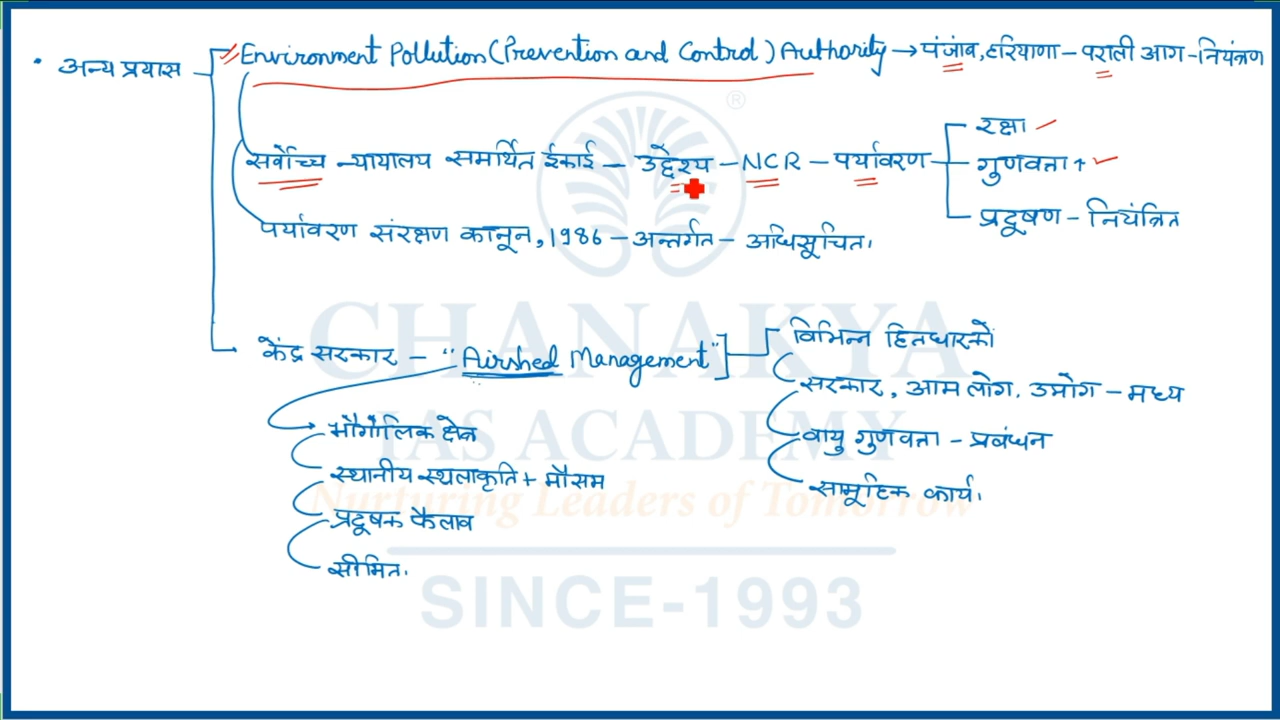 • अन्य प्रयास
Environment Pollution (Prevention and Control) Authority → पंजाब, हरियाणा – पराली आग - नियंत्रण
सर्वोच्च न्यायालय समर्थित ईकाई – उद्देश्य – NCR – पर्यावरण
रक्षा
गुणवत्ता +
प्रदूषण - नियंत्रित
पर्यावरण संरक्षण कानून, 1986 – अन्तर्गत – अधिसूचित।
केंद्र सरकार – "Airshed Management"
विभिन्न हितधारकों
सरकार, आम लोग, उद्योग – मध्य
वायु गुणवत्ता – प्रबंधन
सामूहिक कार्य।
भौगोलिक क्षेत्र
स्थानीय स्थलाकृति + मौसम
प्रदूषक फैलाव
सीमित।
®
CHANAKYA
IAS ACADEMY
Nurturing Leaders of Tomorrow
SINCE-1993